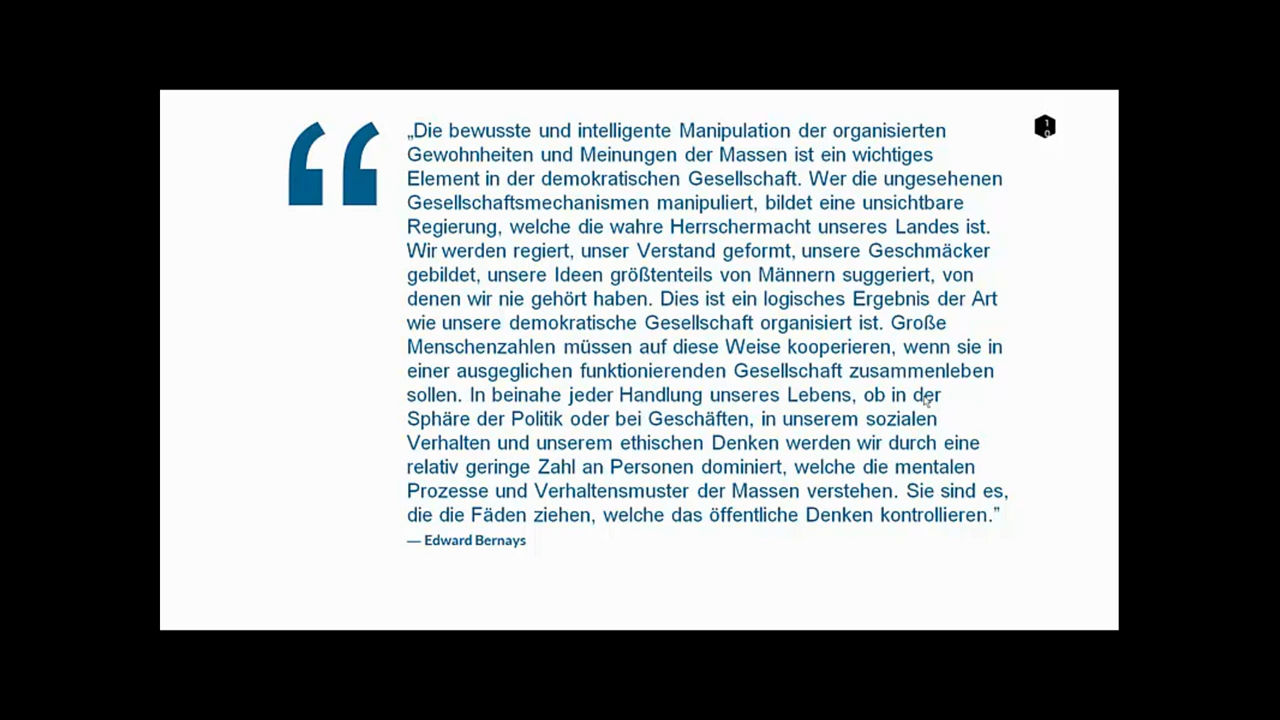 „Die bewusste und intelligente Manipulation der organisierten
Gewohnheiten und Meinungen der Massen ist ein wichtiges
Element in der demokratischen Gesellschaft. Wer die ungesehenen
Gesellschaftsmechanismen manipuliert, bildet eine unsichtbare
Regierung, welche die wahre Herrschermacht unseres Landes ist.
Wir werden regiert, unser Verstand geformt, unsere Geschmäcker
gebildet, unsere Ideen größtenteils von Männern suggeriert, von
denen wir nie gehört haben. Dies ist ein logisches Ergebnis der Art
wie unsere demokratische Gesellschaft organisiert ist. Große
Menschenzahlen müssen auf diese Weise kooperieren, wenn sie in
einer ausgeglichen funktionierenden Gesellschaft zusammenleben
sollen. In beinahe jeder Handlung unseres Lebens, ob in der
Sphäre der Politik oder bei Geschäften, in unserem sozialen
Verhalten und unserem ethischen Denken werden wir durch eine
relativ geringe Zahl an Personen dominiert, welche die mentalen
Prozesse und Verhaltensmuster der Massen verstehen. Sie sind es,
die die Fäden ziehen, welche das öffentliche Denken kontrollieren.”
— Edward Bernays
1
0